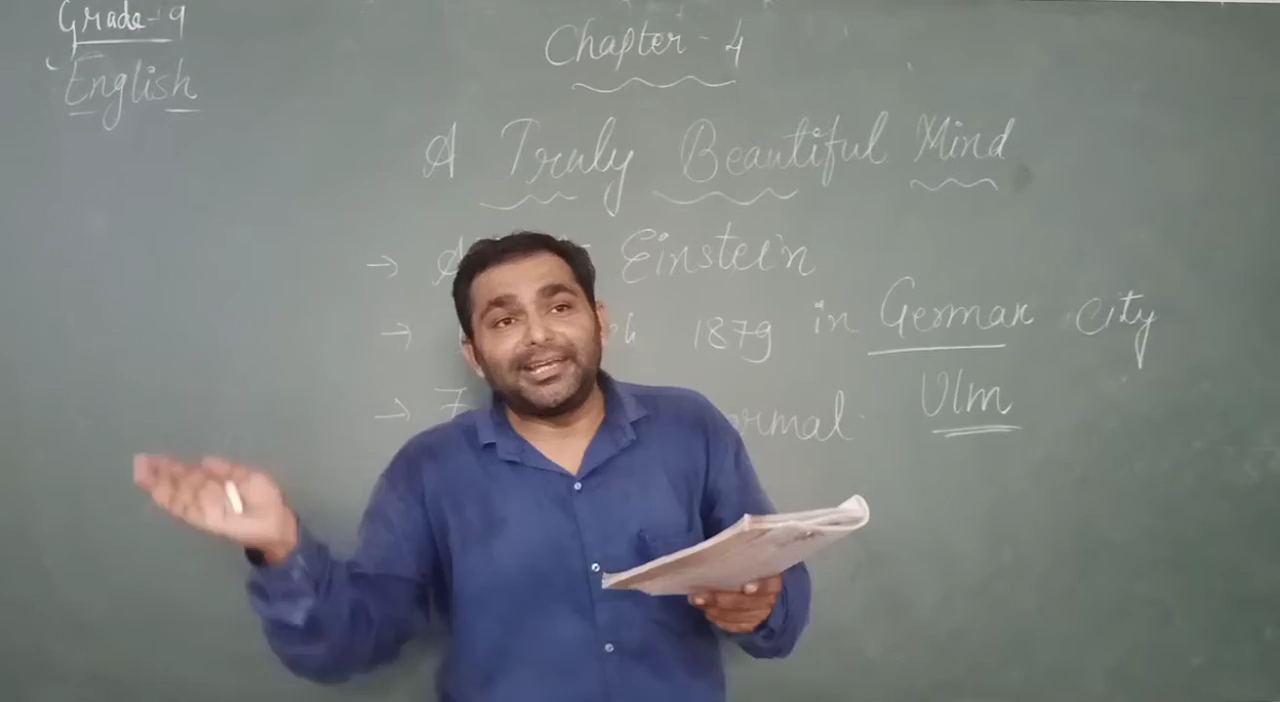 Grade-9
English
Chapter - 4
A Truly Beautiful Mind
→ Einstein
→ 1879 in German city
Ulm
→